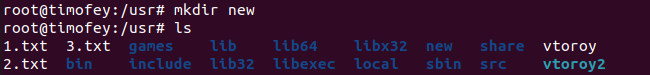 root@timofey:/usr# mkdir new
root@timofey:/usr# ls
1.txt 3.txt games lib lib64 libx32 new share vtoroy
2.txt bin include lib32 libexec local sbin src vtoroy2